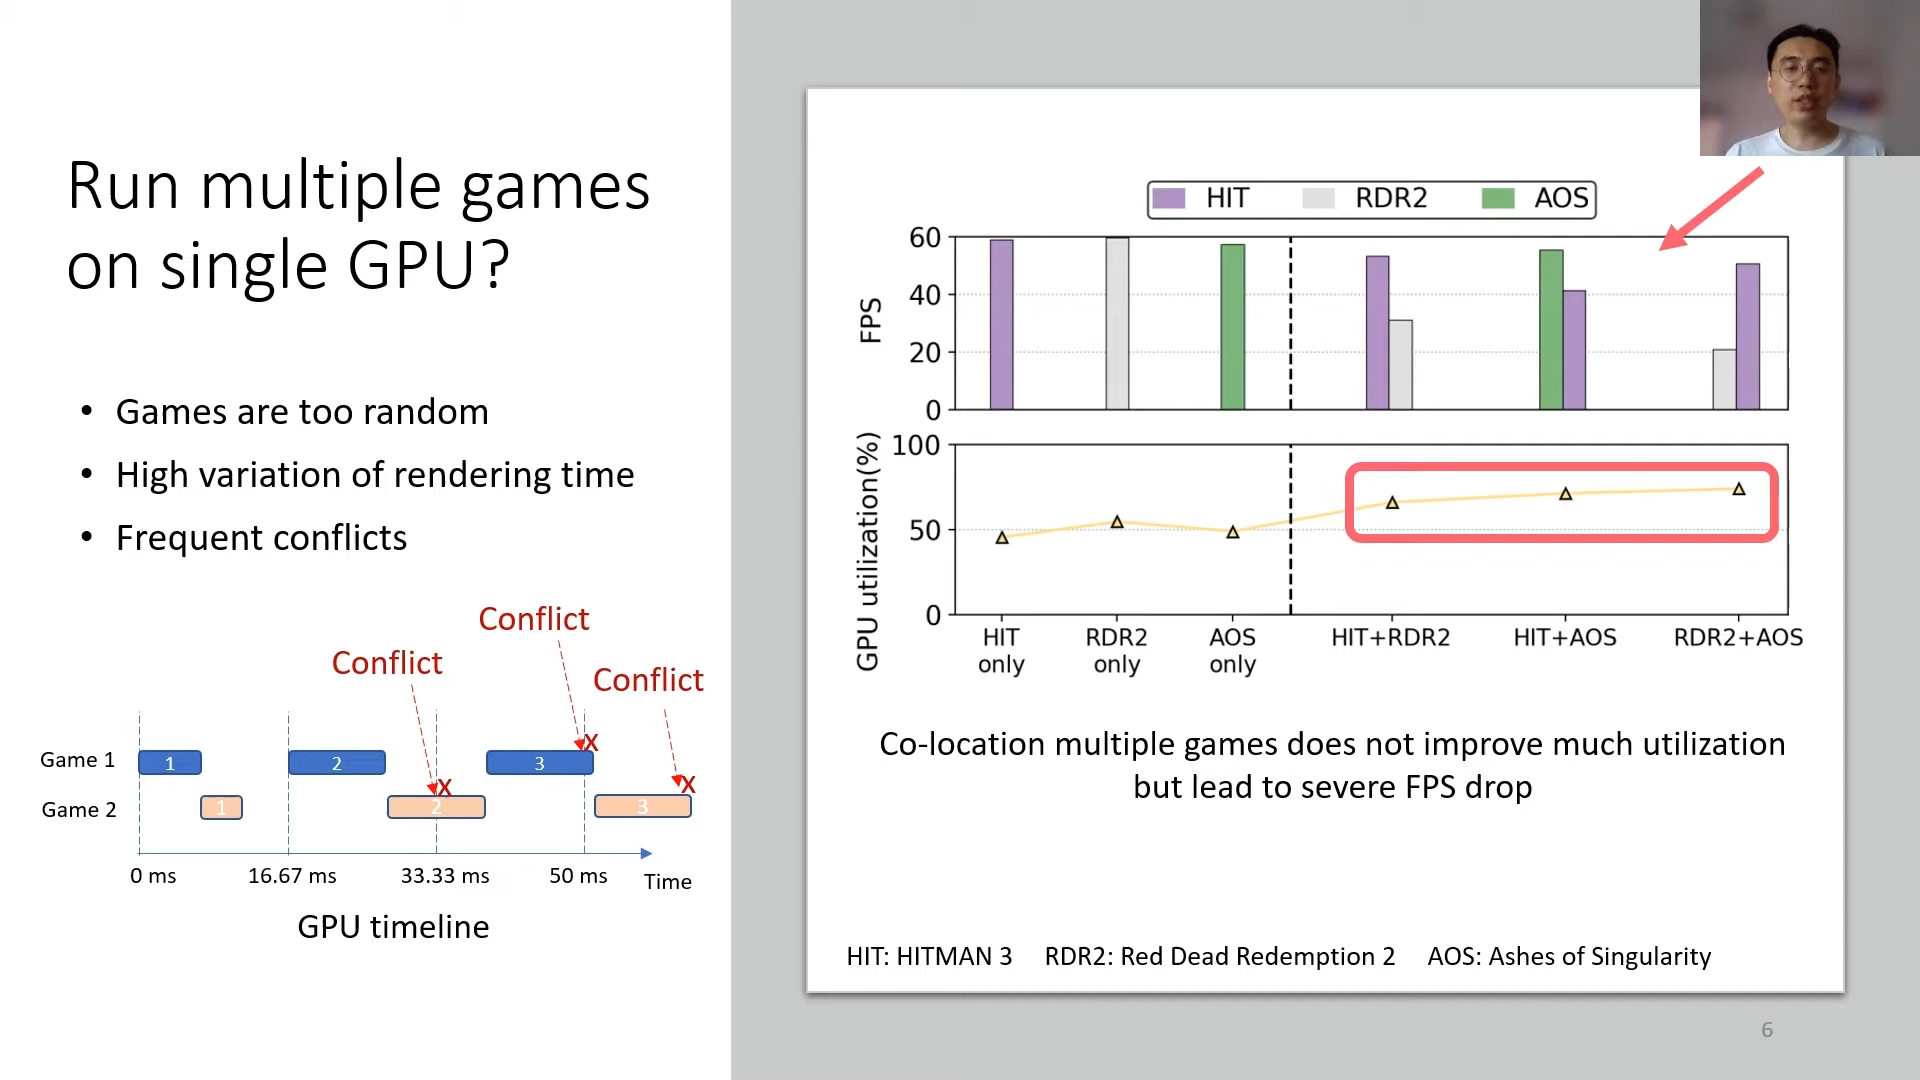 Run multiple games
on single GPU?
• Games are too random
• High variation of rendering time
• Frequent conflicts
Conflict
Conflict
Conflict
X
X
X
Game 1
1
2
3
Game 2
1
2
3
0 ms
16.67 ms
33.33 ms
50 ms
Time
GPU timeline
HIT
RDR2
AOS
FPS
60
40
20
0
GPU utilization(%)
100
50
0
HIT
only
RDR2
only
AOS
only
HIT+RDR2
HIT+AOS
RDR2+AOS
Co-location multiple games does not improve much utilization
but lead to severe FPS drop
HIT: HITMAN 3 RDR2: Red Dead Redemption 2 AOS: Ashes of Singularity
6